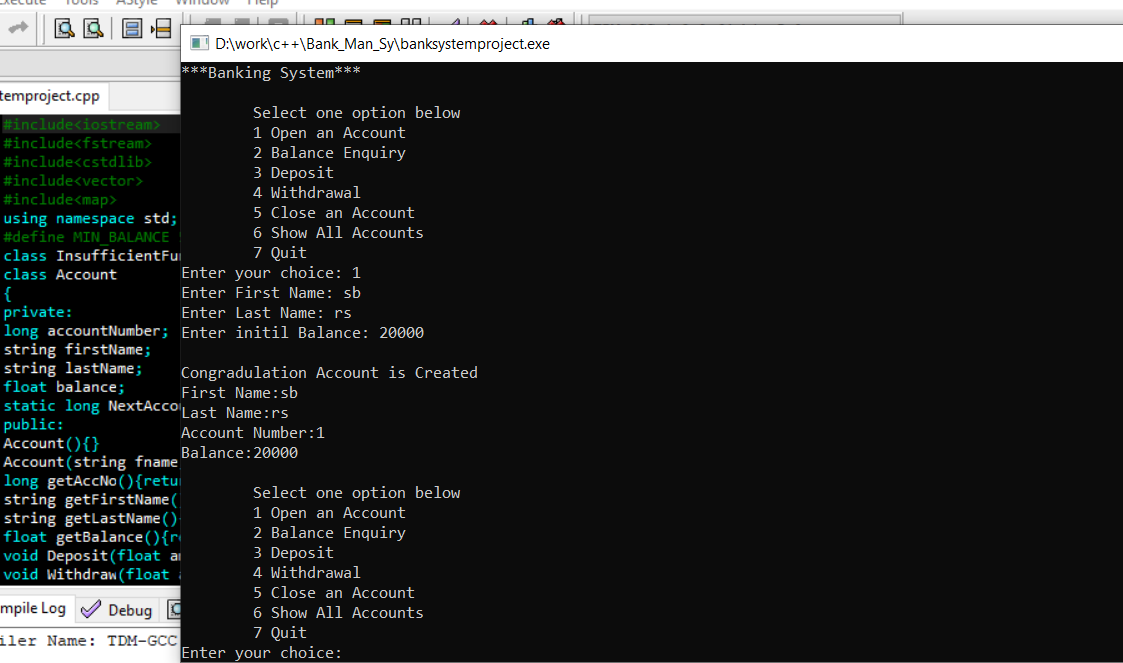 Execute Tools AStyle Window Help
D:\work\c++\Bank_Man_Sy\banksystemproject.exe
***Banking System***
Select one option below
1 Open an Account
2 Balance Enquiry
3 Deposit
4 Withdrawal
5 Close an Account
6 Show All Accounts
7 Quit
Enter your choice: 1
Enter First Name: sb
Enter Last Name: rs
Enter initil Balance: 20000
Congradulation Account is Created
First Name:sb
Last Name:rs
Account Number:1
Balance:20000
Select one option below
1 Open an Account
2 Balance Enquiry
3 Deposit
4 Withdrawal
5 Close an Account
6 Show All Accounts
7 Quit
Enter your choice:
temproject.cpp
#include<iostream>
#include<fstream>
#include<cstdlib>
#include<vector>
#include<map>
using namespace std;
#define MIN_BALANCE
class InsufficientFu
class Account
{
private:
long accountNumber;
string firstName;
string lastName;
float balance;
static long NextAcco
public:
Account(){}
Account(string fname
long getAccNo(){retu
string getFirstName(
string getLastName()
float getBalance(){r
void Deposit(float a
void Withdraw(float a
mpile Log Debug
iler Name: TDM-GCC